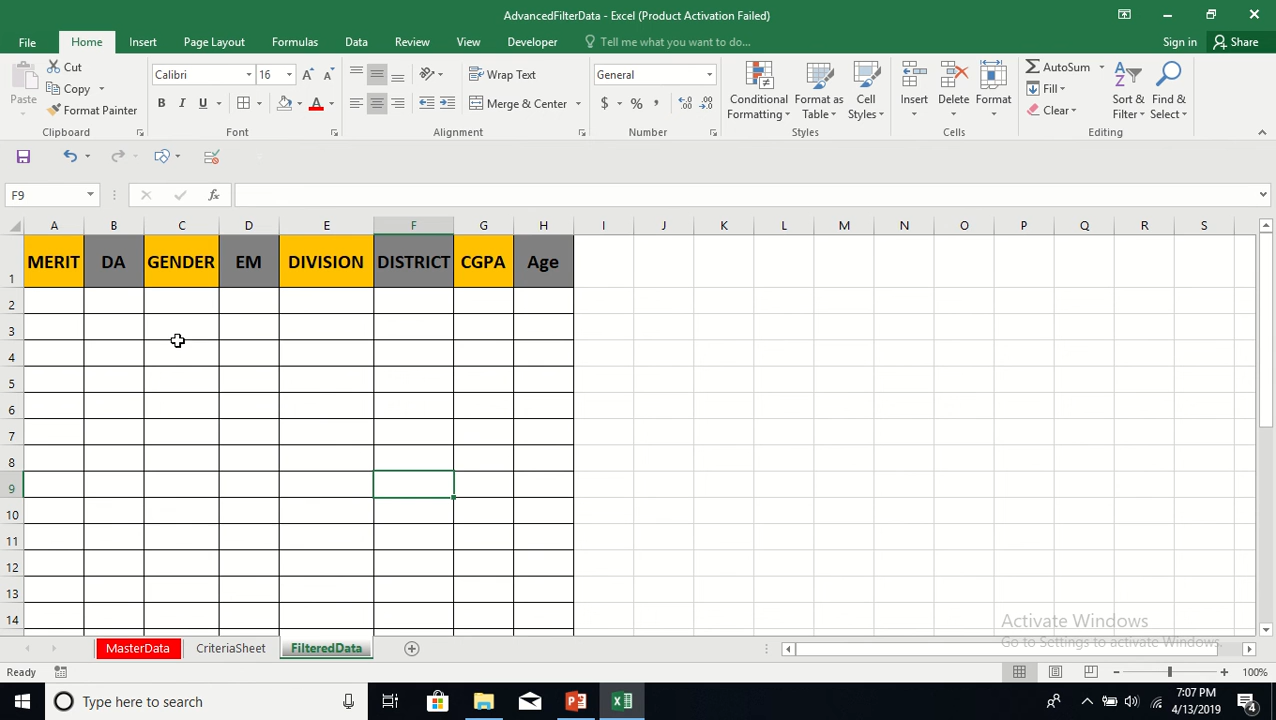 AdvancedFilterData - Excel (Product Activation Failed)
File Home Insert Page Layout Formulas Data Review View Developer Tell me what you want to do... Sign in Share
Paste Cut Copy Format Painter Clipboard
Calibri 16 B I U A Font
Wrap Text Merge & Center Alignment
General $ % , Number
Conditional Formatting Format as Table Cell Styles Styles
Insert Delete Format Cells
AutoSum Fill Clear Sort & Filter Find & Select Editing
F9 fx
A B C D E F G H I J K L M N O P Q R S
1 MERIT DA GENDER EM DIVISION DISTRICT CGPA Age
2
3
4
5
6
7
8
9
10
11
12
13
14
Activate Windows
Go to Settings to activate Windows.
MasterData CriteriaSheet FilteredData
Ready 100%
Type here to search 7:07 PM
4/13/2019 4